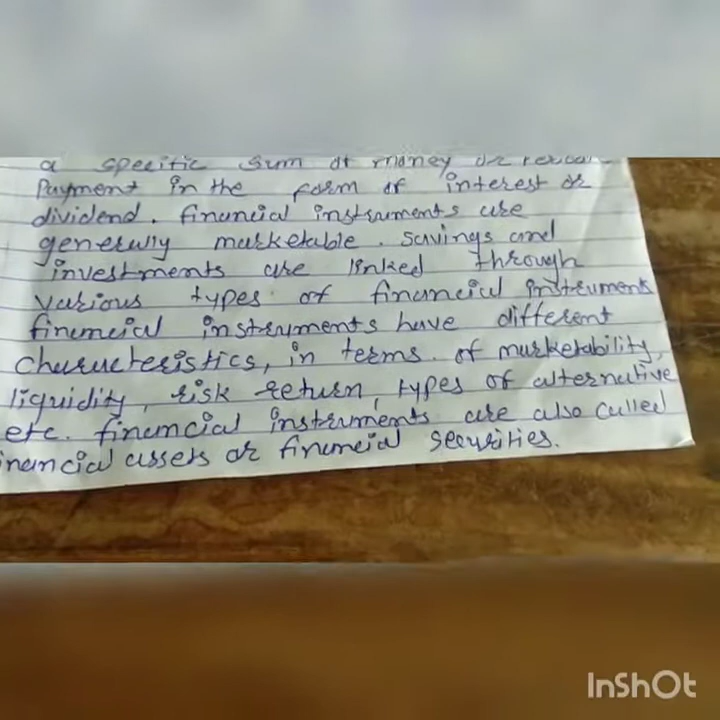 a specific sum of money or
Payment in the form of interest or
dividend. financial instruments are
generally marketable. Savings and
investments are linked through
various types of financial instruments
financial instruments have different
characteristics, in terms of marketability,
liquidity, risk return, types of alternative
etc. financial instruments are also called
nancial assets or financial securities.
InShOt